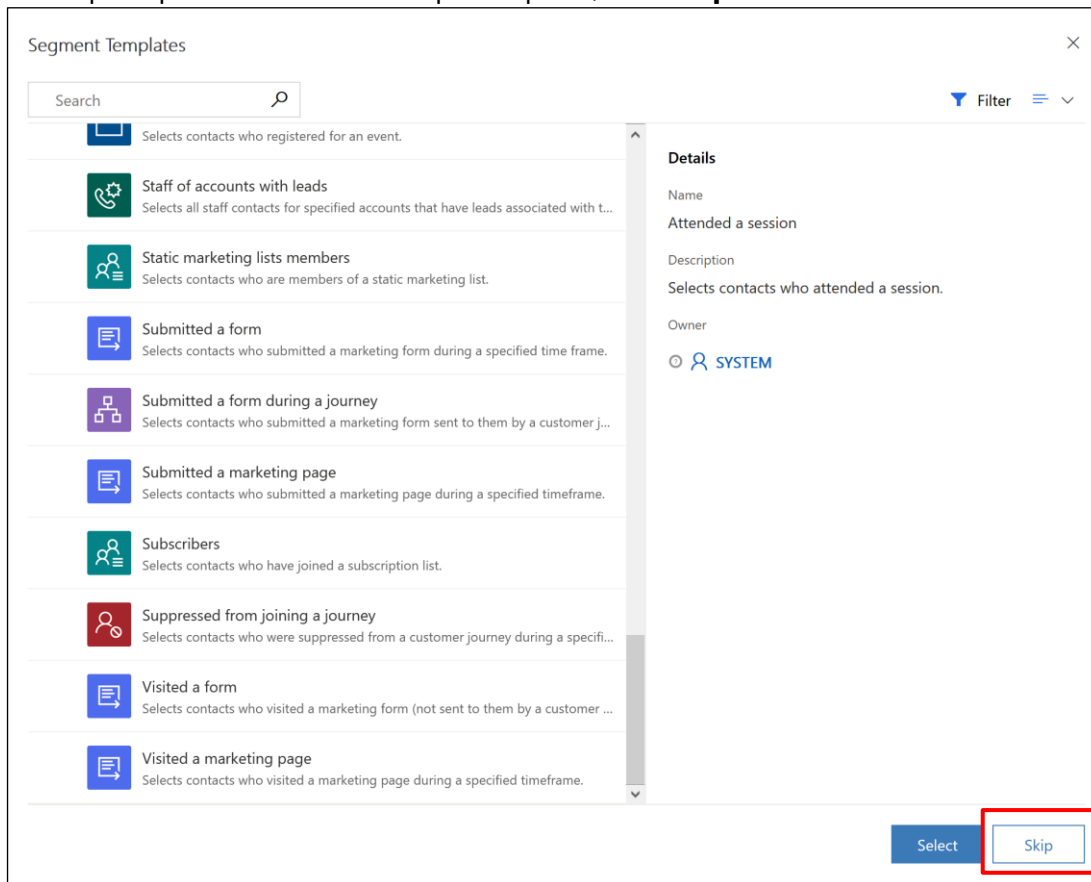 Segment Templates
Search
Filter
Selects contacts who registered for an event.
Staff of accounts with leads
Selects all staff contacts for specified accounts that have leads associated with t...
Static marketing lists members
Selects contacts who are members of a static marketing list.
Submitted a form
Selects contacts who submitted a marketing form during a specified time frame.
Submitted a form during a journey
Selects contacts who submitted a marketing form sent to them by a customer j...
Submitted a marketing page
Selects contacts who submitted a marketing page during a specified timeframe.
Subscribers
Selects contacts who have joined a subscription list.
Suppressed from joining a journey
Selects contacts who were suppressed from a customer journey during a specifi...
Visited a form
Selects contacts who visited a marketing form (not sent to them by a customer ...
Visited a marketing page
Selects contacts who visited a marketing page during a specified timeframe.
Details
Name
Attended a session
Description
Selects contacts who attended a session.
Owner
SYSTEM
Select
Skip